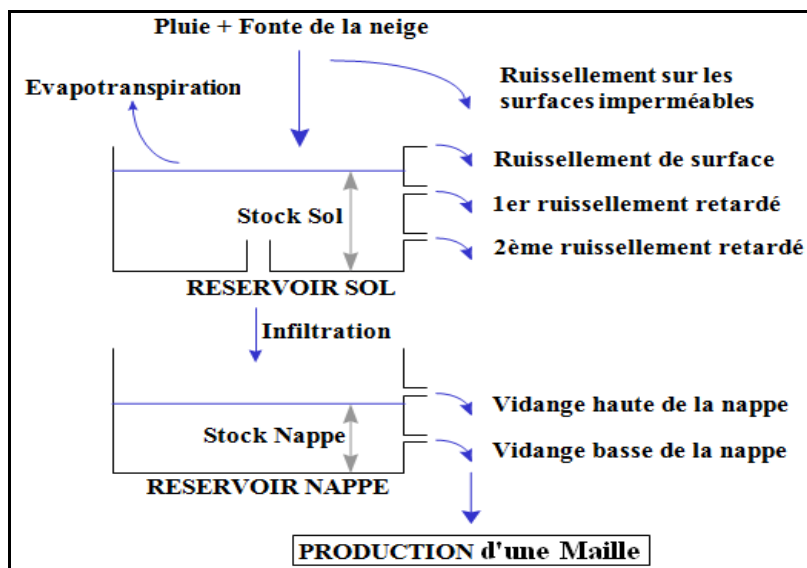 Pluie + Fonte de la neige
Evapotranspiration
Ruissellement sur les
surfaces imperméables
Ruissellement de surface
Stock Sol
1er ruissellement retardé
2ème ruissellement retardé
RESERVOIR SOL
Infiltration
Vidange haute de la nappe
Stock Nappe
Vidange basse de la nappe
RESERVOIR NAPPE
PRODUCTION d'une Maille